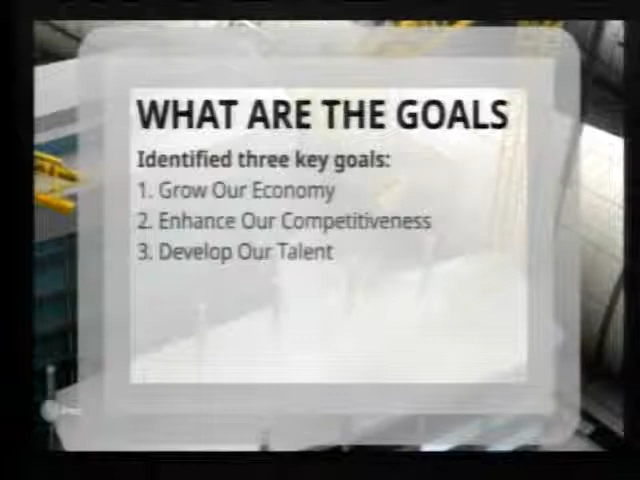 WHAT ARE THE GOALS
Identified three key goals:
1. Grow Our Economy
2. Enhance Our Competitiveness
3. Develop Our Talent